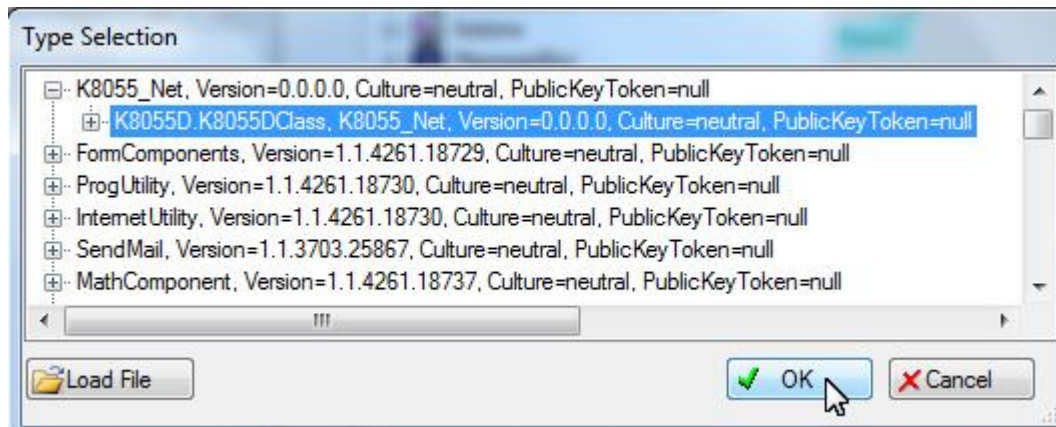 Type Selection
K8055_Net, Version=0.0.0.0, Culture=neutral, PublicKeyToken=null
K8055D.K8055DClass, K8055_Net, Version=0.0.0.0, Culture=neutral, PublicKeyToken=null
FormComponents, Version=1.1.4261.18729, Culture=neutral, PublicKeyToken=null
ProgUtility, Version=1.1.4261.18730, Culture=neutral, PublicKeyToken=null
InternetUtility, Version=1.1.4261.18730, Culture=neutral, PublicKeyToken=null
SendMail, Version=1.1.3703.25867, Culture=neutral, PublicKeyToken=null
MathComponent, Version=1.1.4261.18737, Culture=neutral, PublicKeyToken=null
Load File OK Cancel